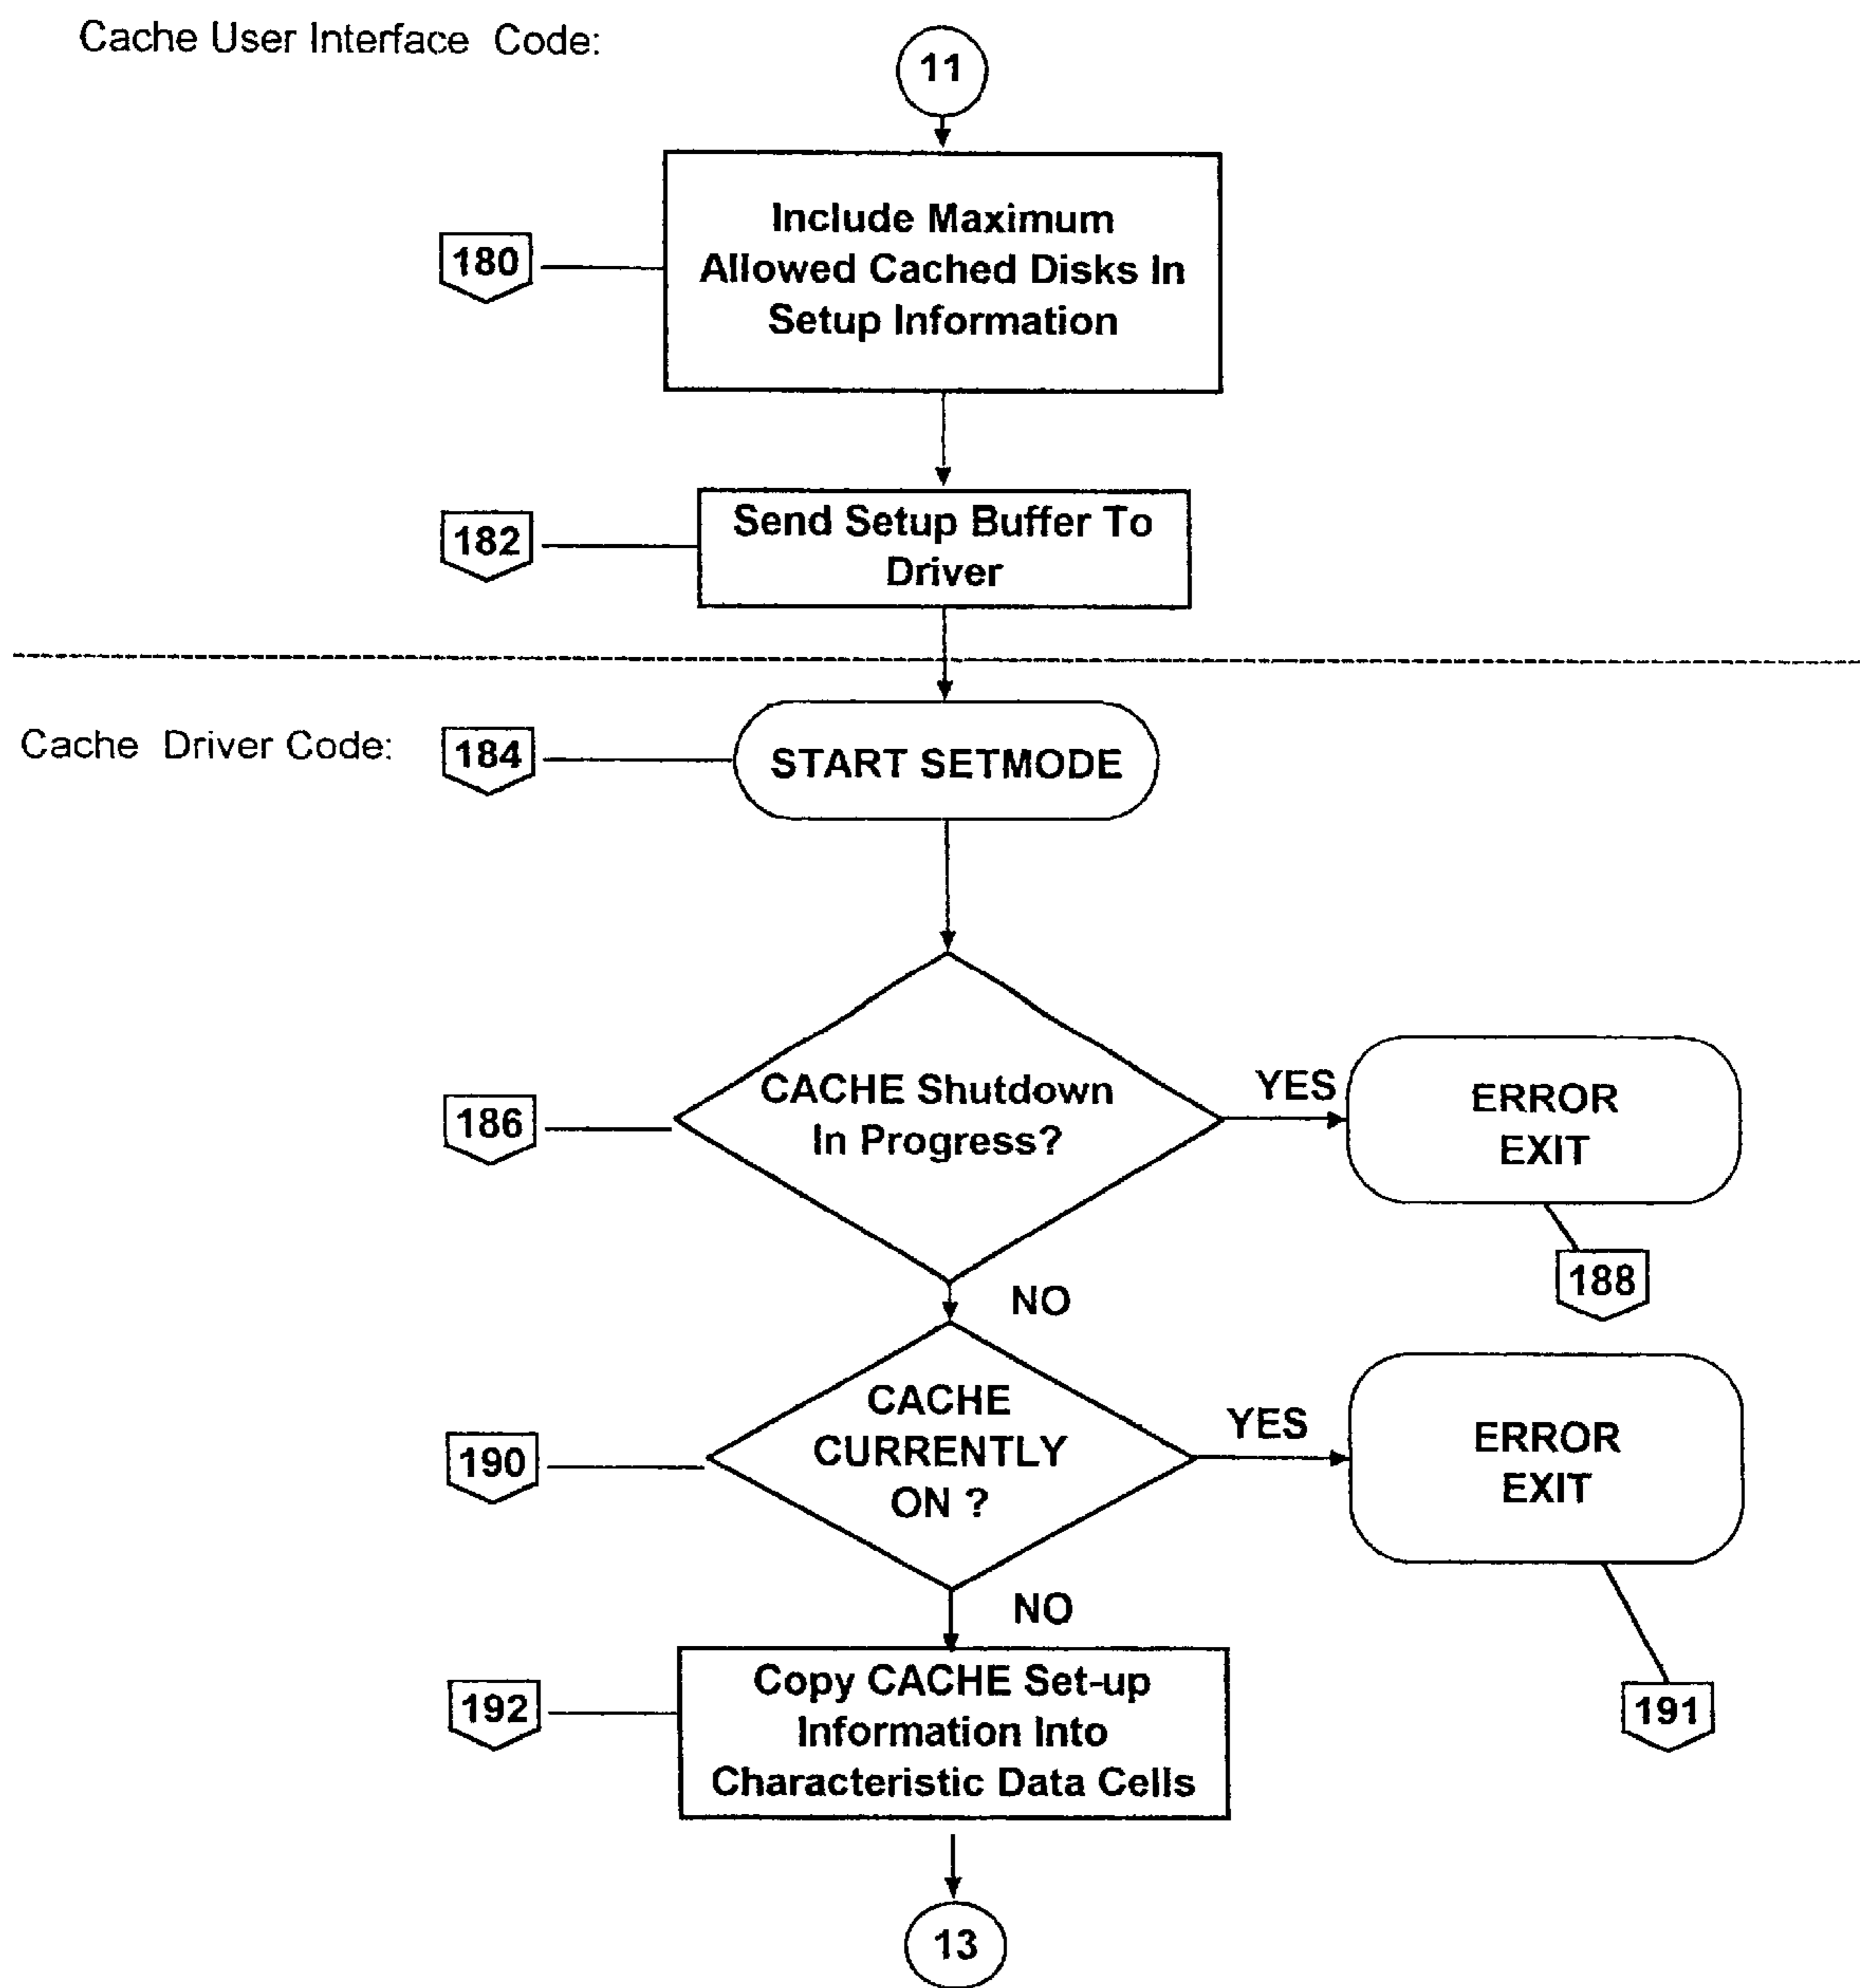 Cache User Interface Code:
11
Include Maximum
Allowed Cached Disks In
Setup Information
180
Send Setup Buffer To
Driver
182
Cache Driver Code:
184
START SETMODE
CACHE Shutdown
In Progress?
186
YES
ERROR
EXIT
188
NO
CACHE
CURRENTLY
ON ?
190
YES
ERROR
EXIT
191
NO
Copy CACHE Set-up
Information Into
Characteristic Data Cells
192
13